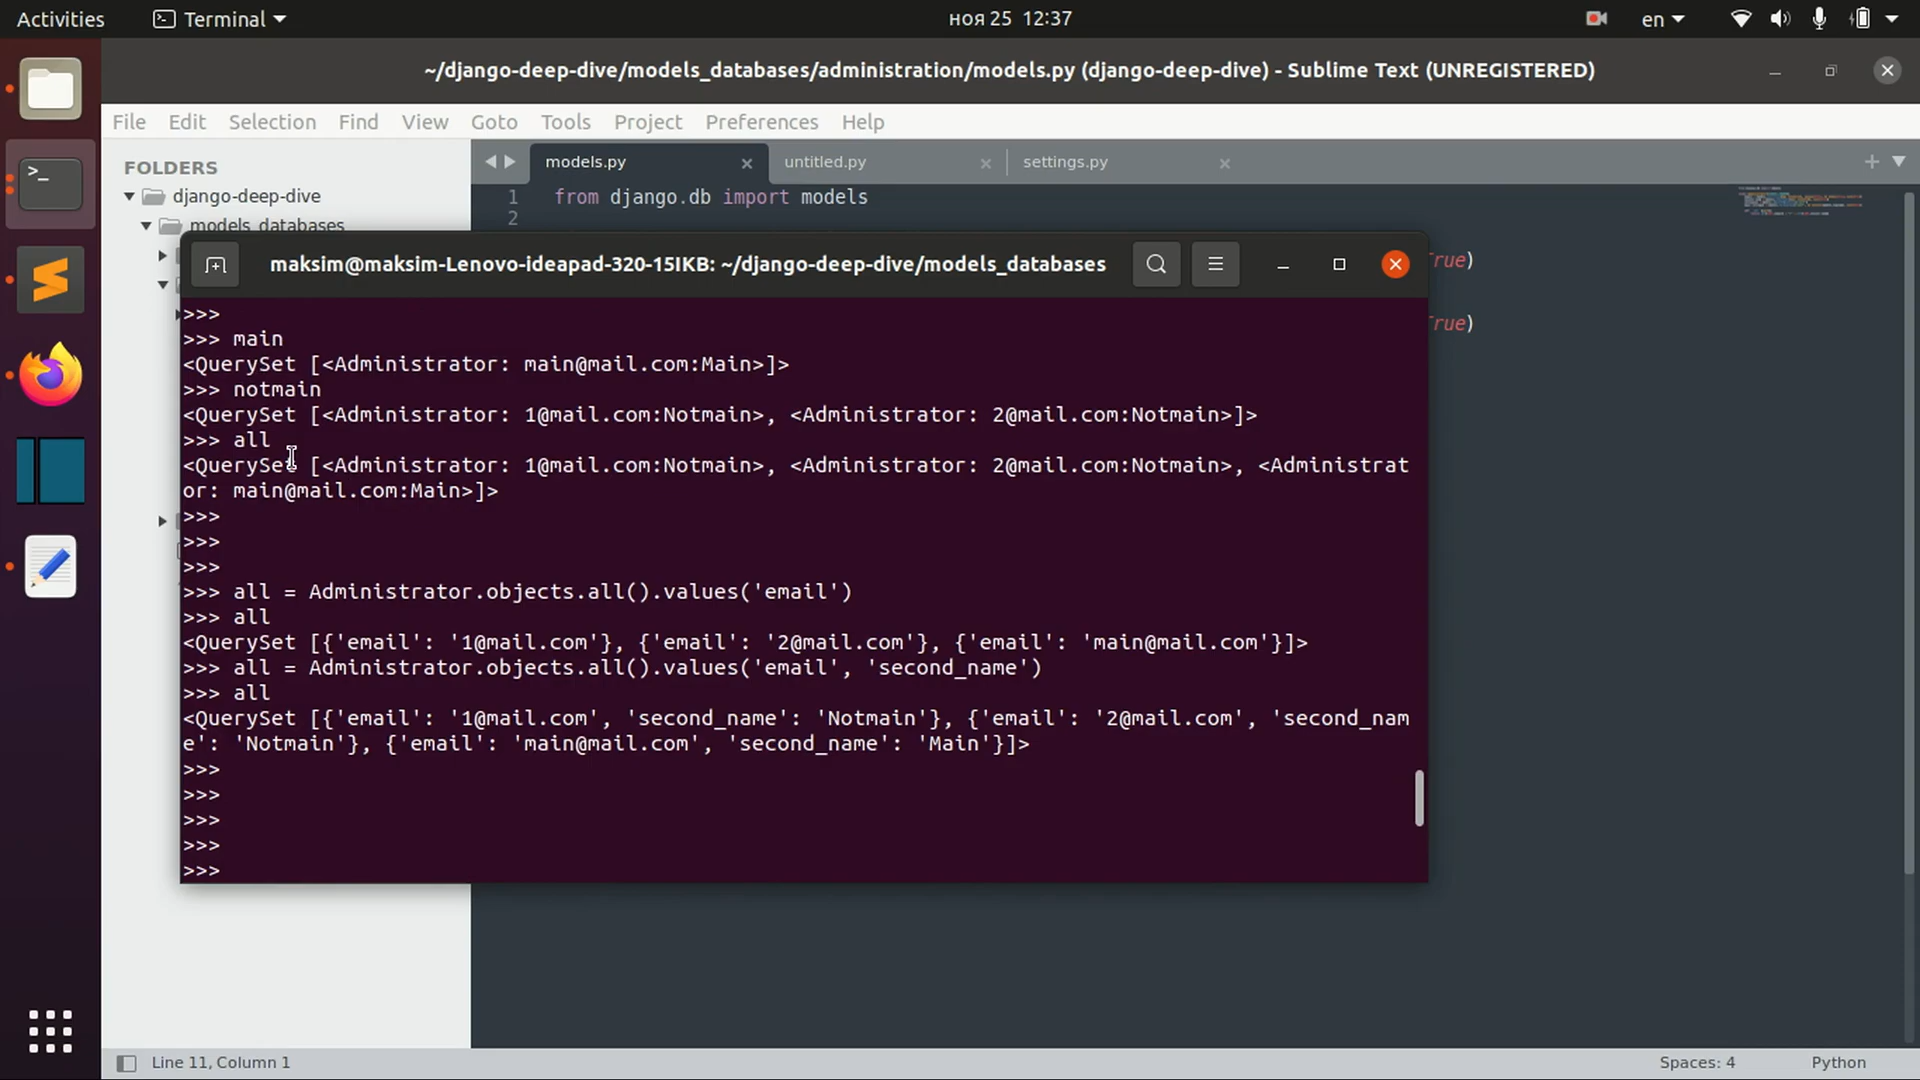 Activities Terminal ноя 25 12:37 en
~/django-deep-dive/models_databases/administration/models.py (django-deep-dive) - Sublime Text (UNREGISTERED)
File Edit Selection Find View Goto Tools Project Preferences Help
FOLDERS
django-deep-dive
models_databases
models.py untitled.py settings.py
1 from django.db import models
2
True)
True)
maksim@maksim-Lenovo-ideapad-320-15IKB: ~/django-deep-dive/models_databases
>>>
>>> main
<QuerySet [<Administrator: main@mail.com:Main>]>
>>> notmain
<QuerySet [<Administrator: 1@mail.com:Notmain>, <Administrator: 2@mail.com:Notmain>]>
>>> all
<QuerySet [<Administrator: 1@mail.com:Notmain>, <Administrator: 2@mail.com:Notmain>, <Administrat
or: main@mail.com:Main>]>
>>>
>>>
>>>
>>> all = Administrator.objects.all().values('email')
>>> all
<QuerySet [{'email': '1@mail.com'}, {'email': '2@mail.com'}, {'email': 'main@mail.com'}]>
>>> all = Administrator.objects.all().values('email', 'second_name')
>>> all
<QuerySet [{'email': '1@mail.com', 'second_name': 'Notmain'}, {'email': '2@mail.com', 'second_nam
e': 'Notmain'}, {'email': 'main@mail.com', 'second_name': 'Main'}]>
>>>
>>>
>>>
>>>
>>>
Line 11, Column 1 Spaces: 4 Python